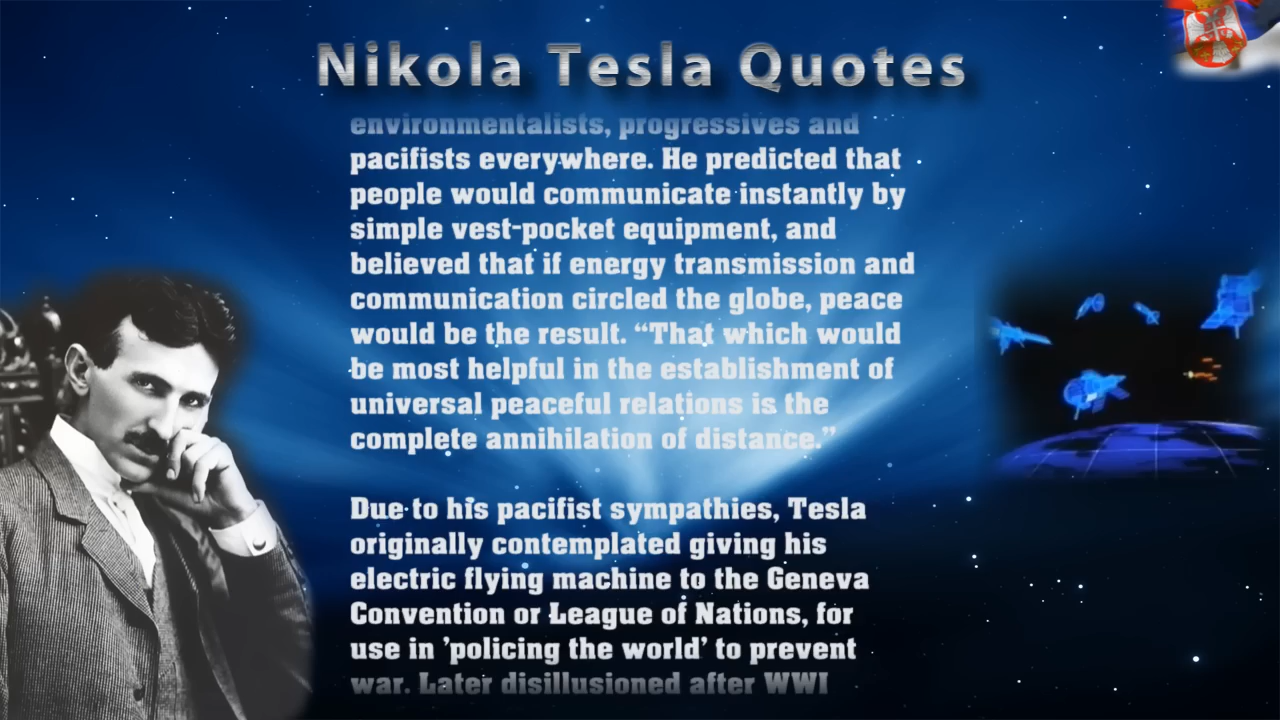 Nikola Tesla Quotes
environmentalists, progressives and
pacifists everywhere. He predicted that
people would communicate instantly by
simple vest-pocket equipment, and
believed that if energy transmission and
communication circled the globe, peace
would be the result. “That which would
be most helpful in the establishment of
universal peaceful relations is the
complete annihilation of distance.”
Due to his pacifist sympathies, Tesla
originally contemplated giving his
electric flying machine to the Geneva
Convention or League of Nations, for
use in 'policing the world' to prevent
war. Later disillusioned after WWI